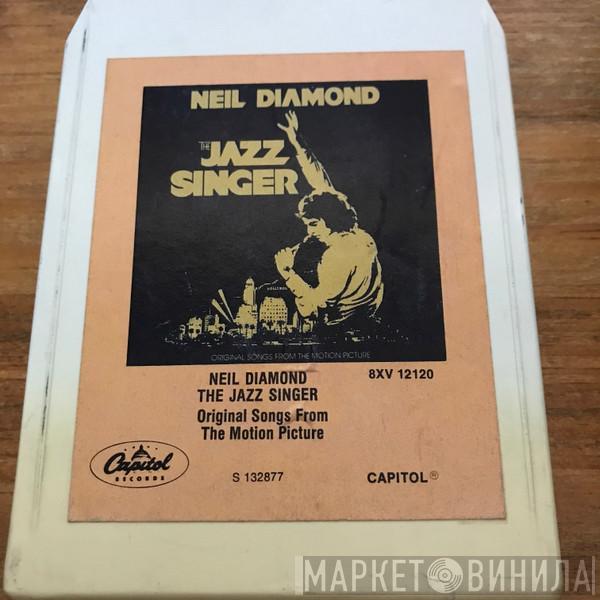 NEIL DIAMOND
THE JAZZ
SINGER
HOLLYWOOD
ORIGINAL SONGS FROM THE MOTION PICTURE
NEIL DIAMOND
THE JAZZ SINGER
8XV 12120
Original Songs From
The Motion Picture
Capitol
RECORDS
S 132877
CAPITOL®
МАРКЕТ ВИНИЛА